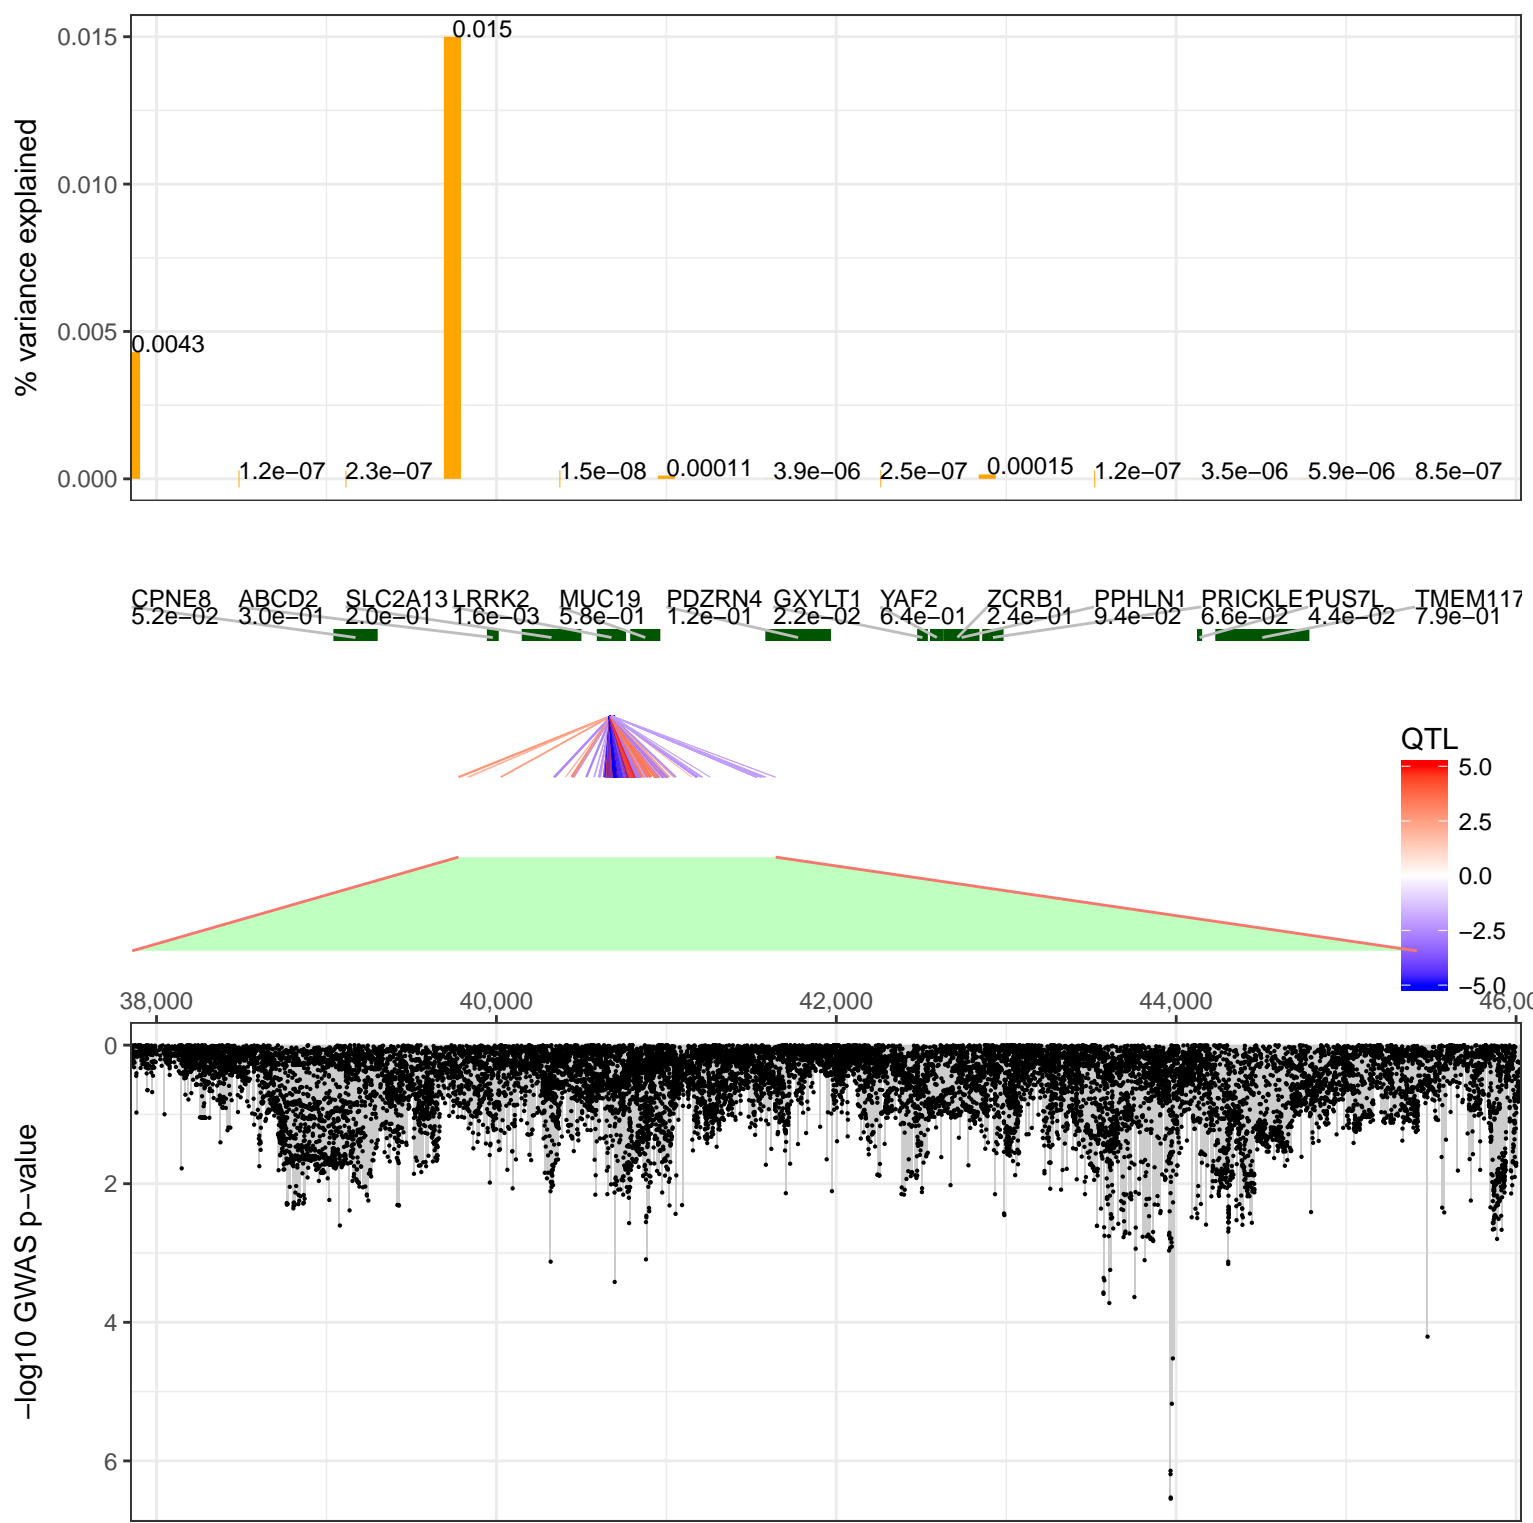 % variance explained
0.015
0.010
0.005
0.000
0.0043
1.2e−07
2.3e−07
0.015
1.5e−08
0.00011
3.9e−06
2.5e−07
0.00015
1.2e−07
3.5e−06
5.9e−06
8.5e−07
CPNE8 ABCD2 SLC2A13 LRRK2 MUC19 PDZRN4 GXYLT1 YAF2 ZCRB1 PPHLN1 PRICKLE1 PUS7L TMEM117
5.2e−02 3.0e−01 2.0e−01 1.6e−03 5.8e−01 1.2e−01 2.2e−02 6.4e−01 2.4e−01 9.4e−02 6.6e−02 4.4e−02 7.9e−01
QTL
5.0
2.5
0.0
−2.5
−5.0
38,000 40,000 42,000 44,000 46,00
−log10 GWAS p−value
0
2
4
6